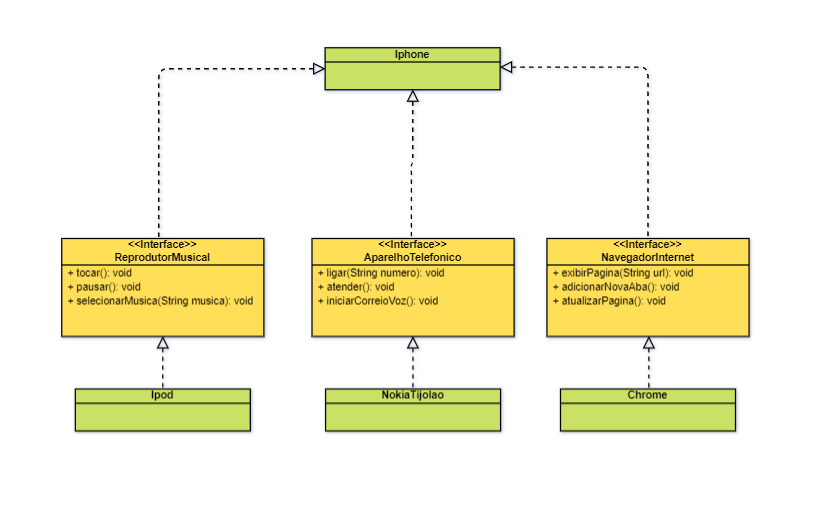 Iphone
<<Interface>>
ReprodutorMusical
+ tocar(): void
+ pausar(): void
+ selecionarMusica(String musica): void
<<Interface>>
AparelhoTelefonico
+ ligar(String numero): void
+ atender(): void
+ iniciarCorreioVoz(): void
<<Interface>>
NavegadorInternet
+ exibirPagina(String url): void
+ adicionarNovaAba(): void
+ atualizarPagina(): void
Ipod
NokiaTijolao
Chrome